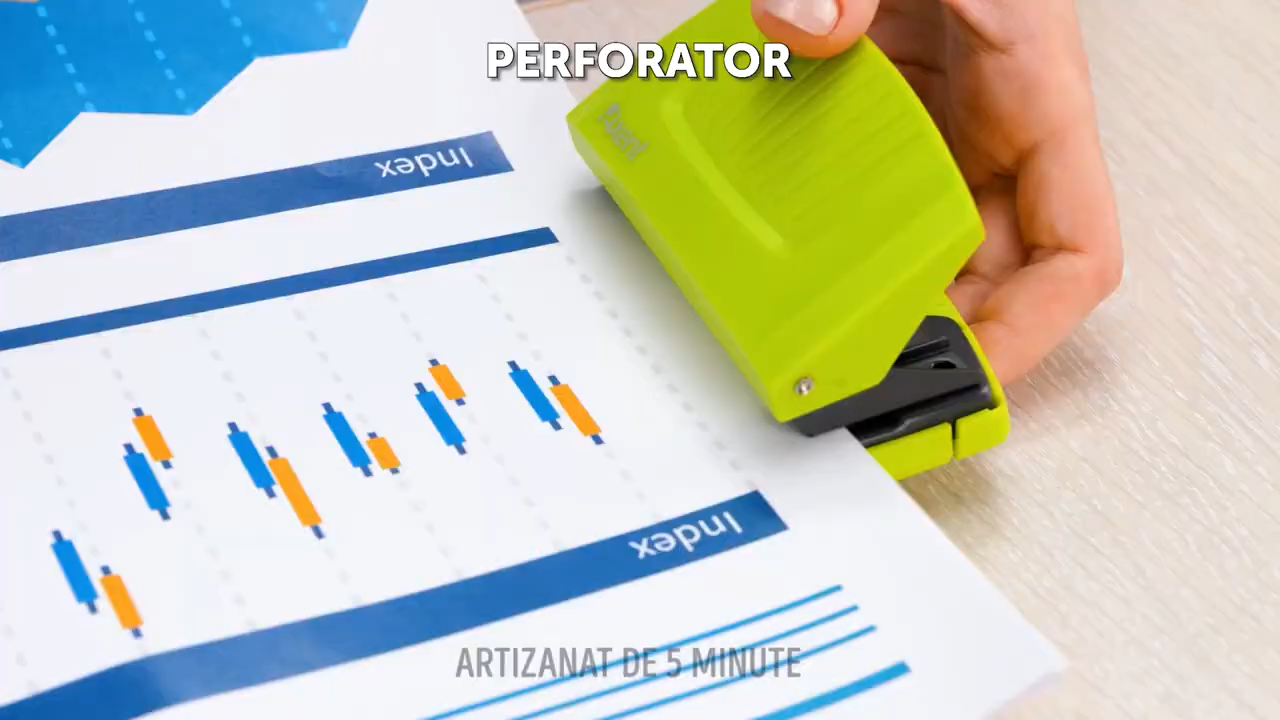 PERFORATOR
Index
Index
ARTIZANAT DE 5 MINUTE